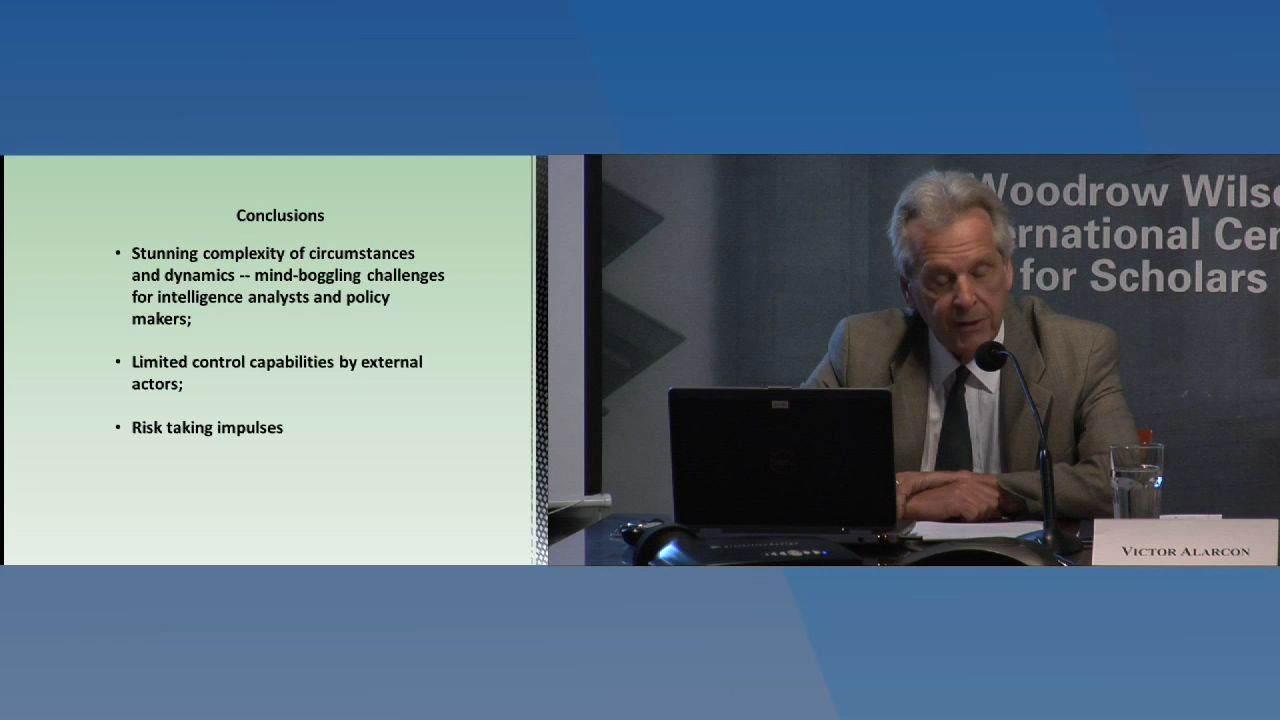 Conclusions
• Stunning complexity of circumstances
and dynamics -- mind-boggling challenges
for intelligence analysts and policy
makers;
• Limited control capabilities by external
actors;
• Risk taking impulses
Woodrow Wils
ernational Cen
for Scholars
VICTOR ALARCON